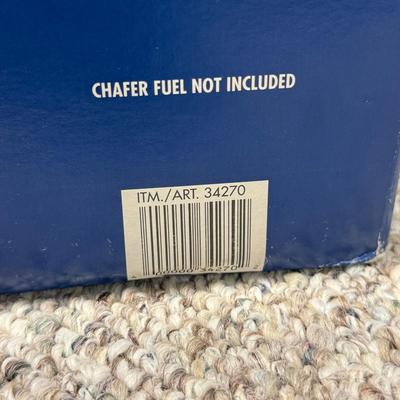 CHAFER FUEL NOT INCLUDED
ITM./ART. 34270